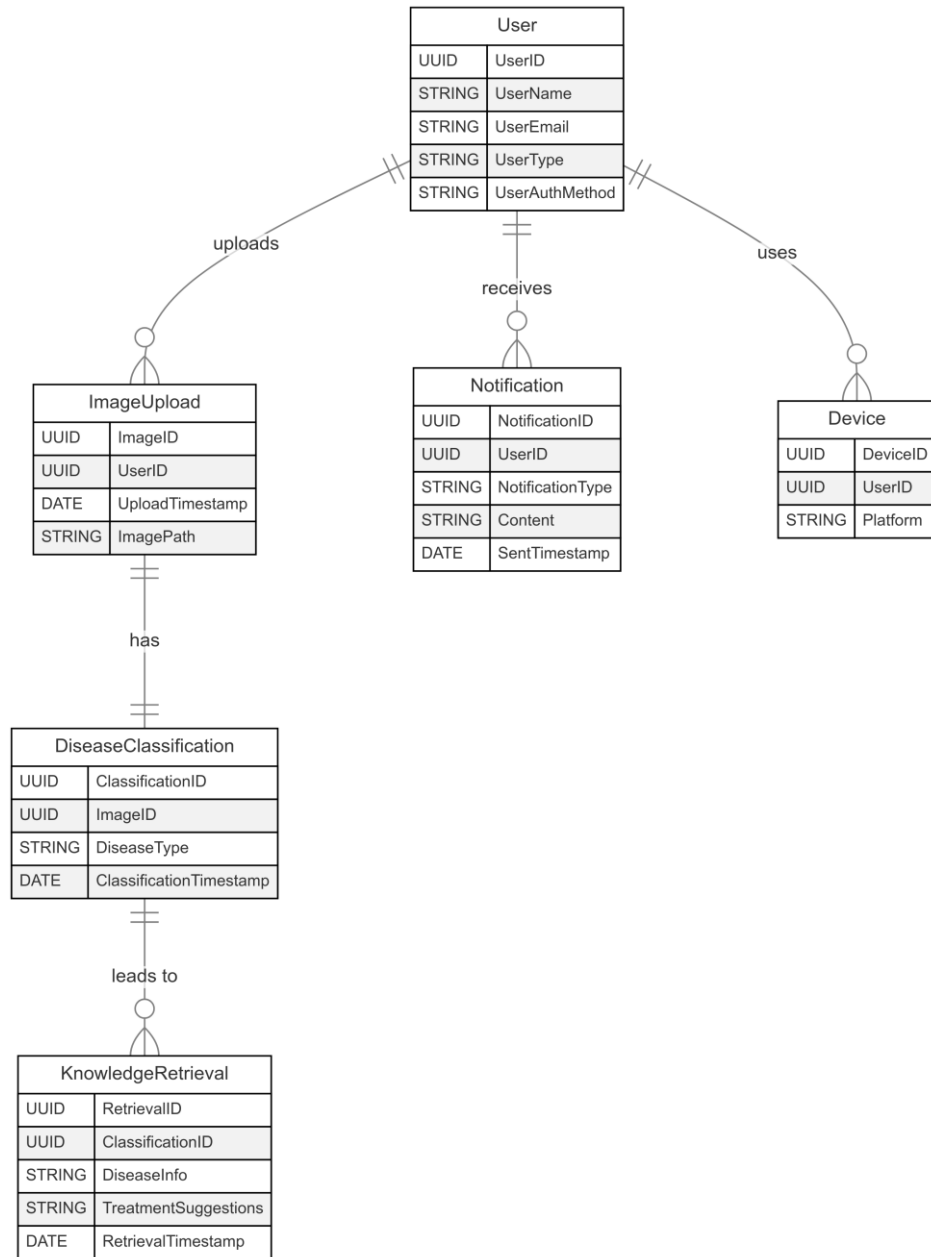 User
UUID UserID
STRING UserName
STRING UserEmail
STRING UserType
STRING UserAuthMethod
uploads
receives
uses
ImageUpload
UUID ImageID
UUID UserID
DATE UploadTimestamp
STRING ImagePath
Notification
UUID NotificationID
UUID UserID
STRING NotificationType
STRING Content
DATE SentTimestamp
Device
UUID DeviceID
UUID UserID
STRING Platform
has
DiseaseClassification
UUID ClassificationID
UUID ImageID
STRING DiseaseType
DATE ClassificationTimestamp
leads to
KnowledgeRetrieval
UUID RetrievalID
UUID ClassificationID
STRING DiseaseInfo
STRING TreatmentSuggestions
DATE RetrievalTimestamp